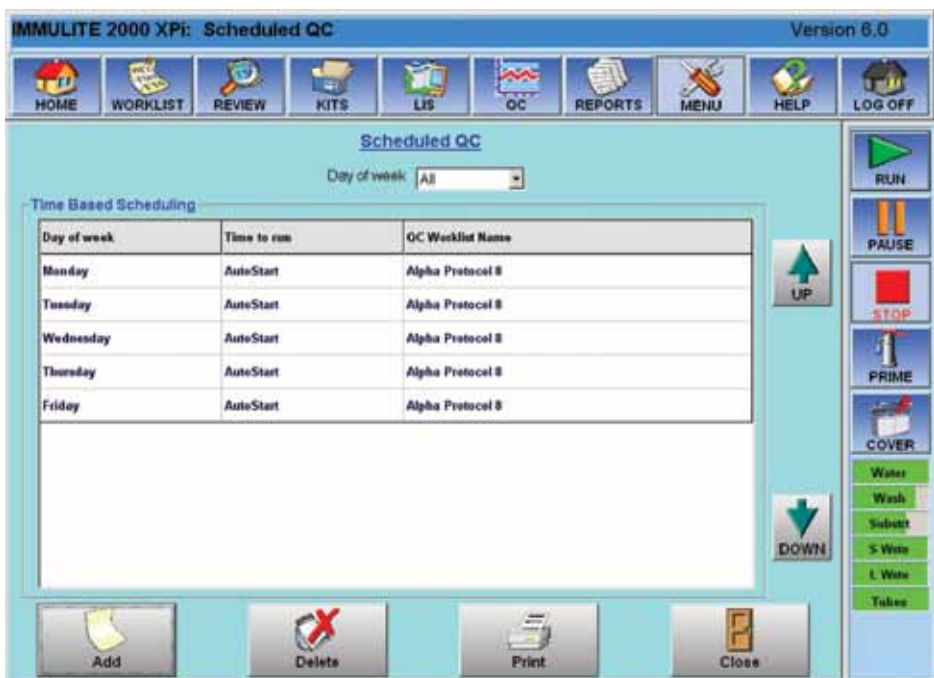 IMMULITE 2000 XPi: Scheduled QC Version 6.0
HOME WORKLIST REVIEW KITS LIS QC REPORTS MENU HELP LOG OFF
Scheduled QC
Day of week All
RUN
Time Based Scheduling
Day of week Time to run QC Worklist Name
PAUSE
Monday AutoStart Alpha Protocol 8
UP
Tuesday AutoStart Alpha Protocol 8
STOP
Wednesday AutoStart Alpha Protocol 8
Thursday AutoStart Alpha Protocol 8
PRIME
Friday AutoStart Alpha Protocol 8
COVER
Water
Wash
Substrt
DOWN
S Wste
L Wste
Tubes
Add Delete Print Close